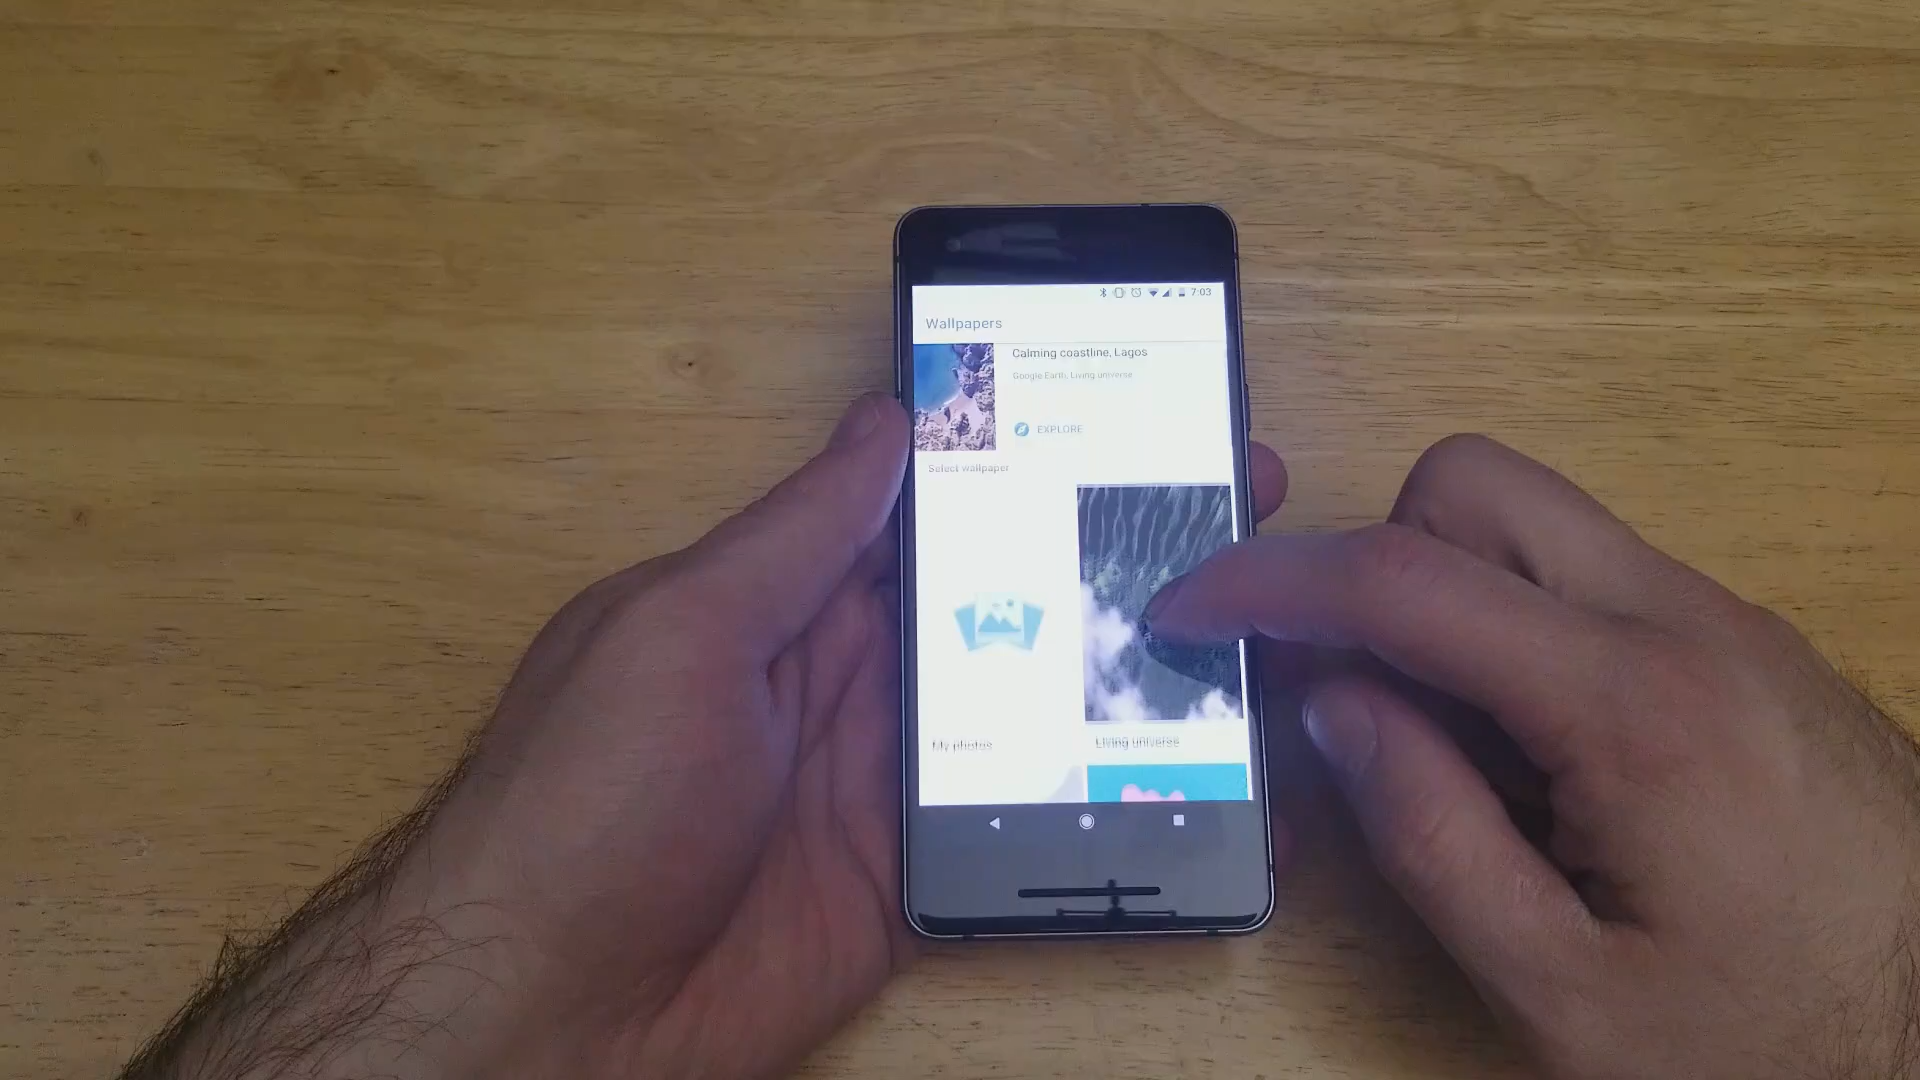 7:03
Wallpapers
Calming coastline, Lagos
Google Earth, Living universe
EXPLORE
Select wallpaper
My photos
Living universe